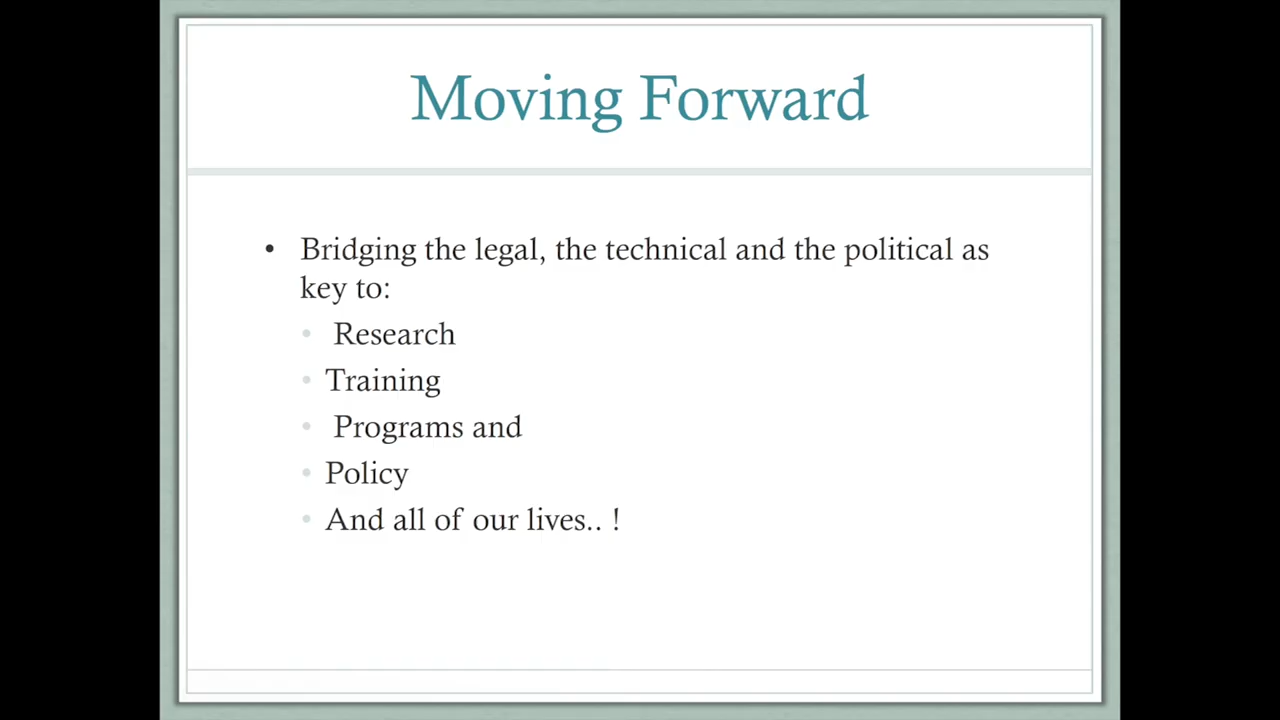 Moving Forward
• Bridging the legal, the technical and the political as
key to:
• Research
• Training
• Programs and
• Policy
• And all of our lives.. !